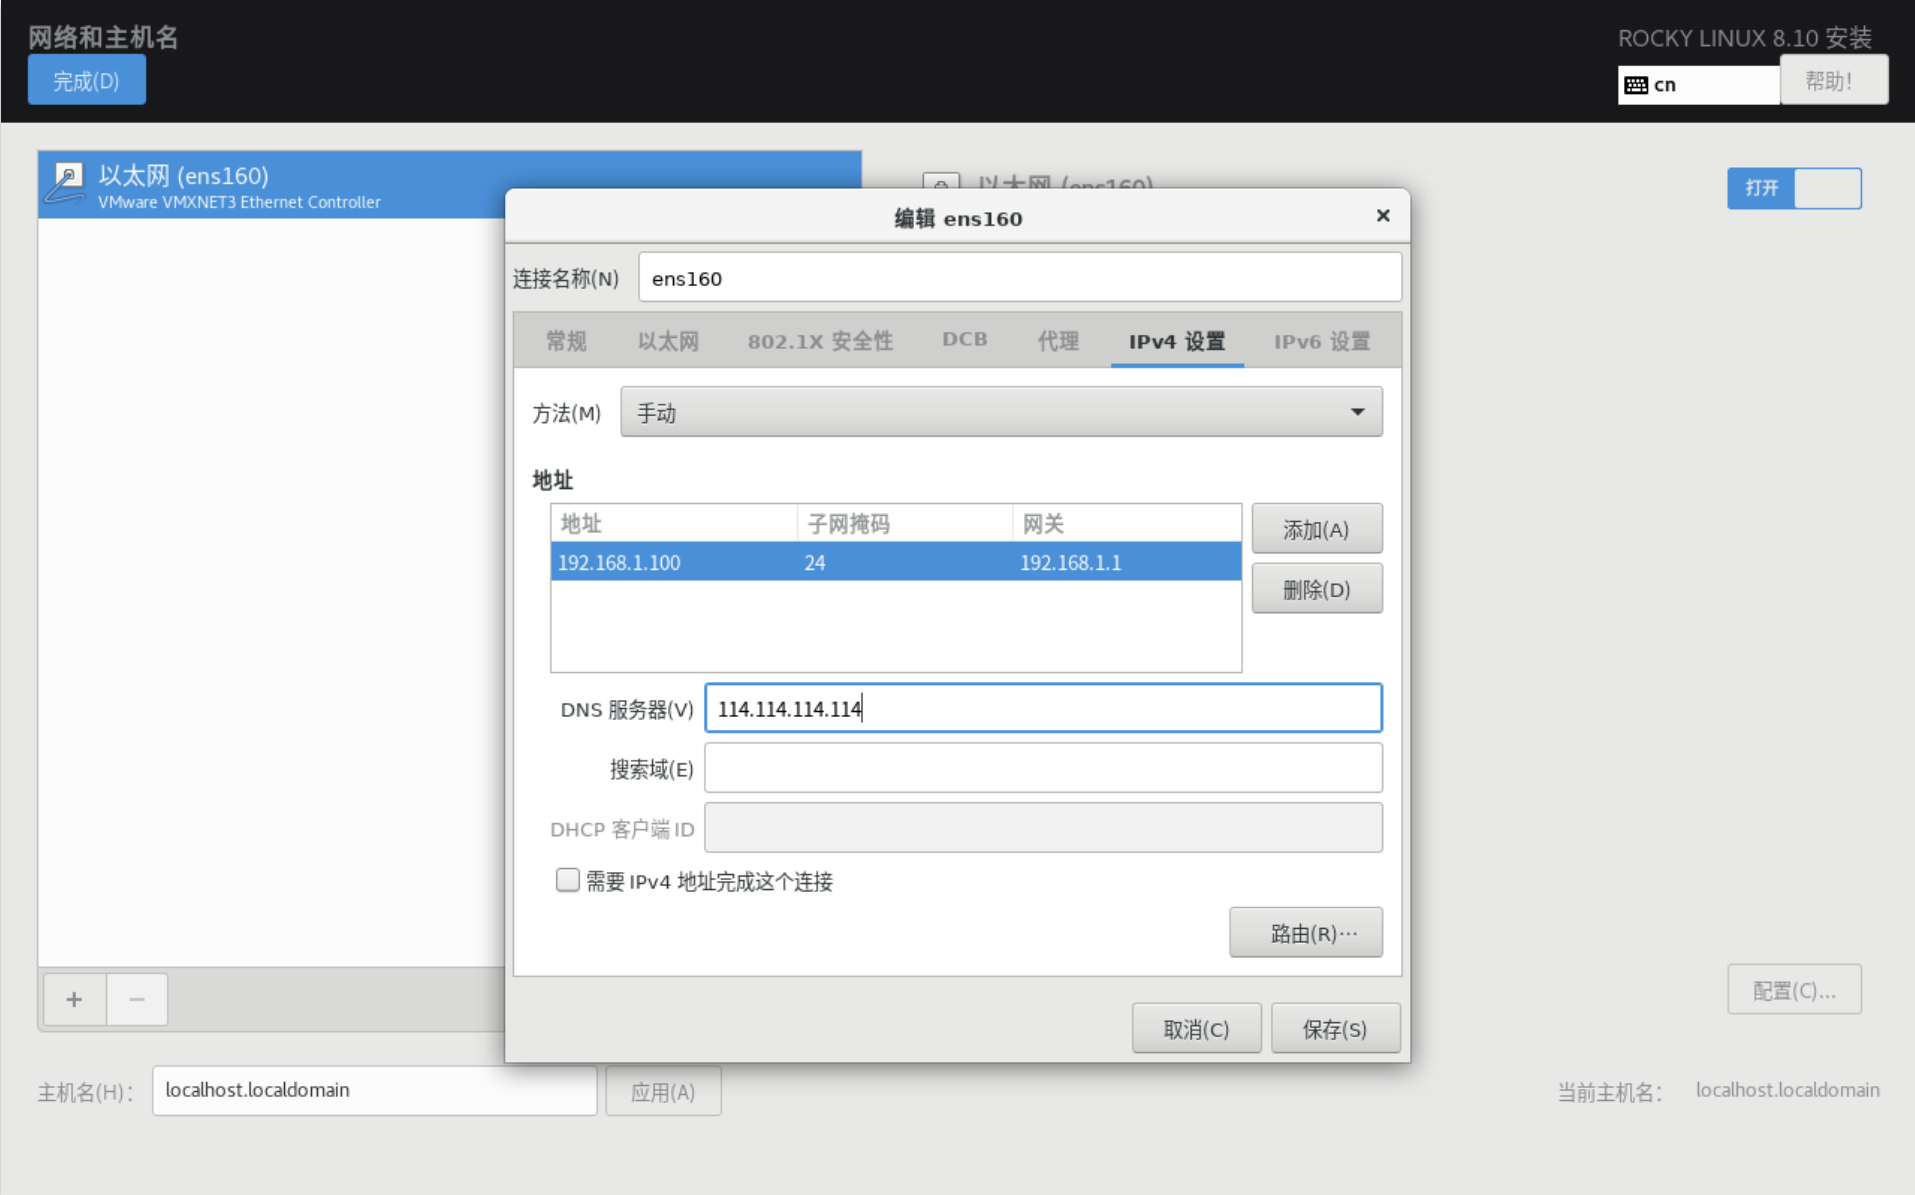 网络和主机名
ROCKY LINUX 8.10 安装
完成(D)
cn
帮助！
以太网 (ens160)
VMware VMXNET3 Ethernet Controller
以太网 (ens160)
打开
编辑 ens160
连接名称(N)
ens160
常规
以太网
802.1X 安全性
DCB
代理
IPv4 设置
IPv6 设置
方法(M)
手动
地址
地址
子网掩码
网关
192.168.1.100
24
192.168.1.1
添加(A)
删除(D)
DNS 服务器(V)
114.114.114.114
搜索域(E)
DHCP 客户端 ID
需要 IPv4 地址完成这个连接
路由(R)…
配置(C)...
取消(C)
保存(S)
主机名(H)：
localhost.localdomain
应用(A)
当前主机名：
localhost.localdomain